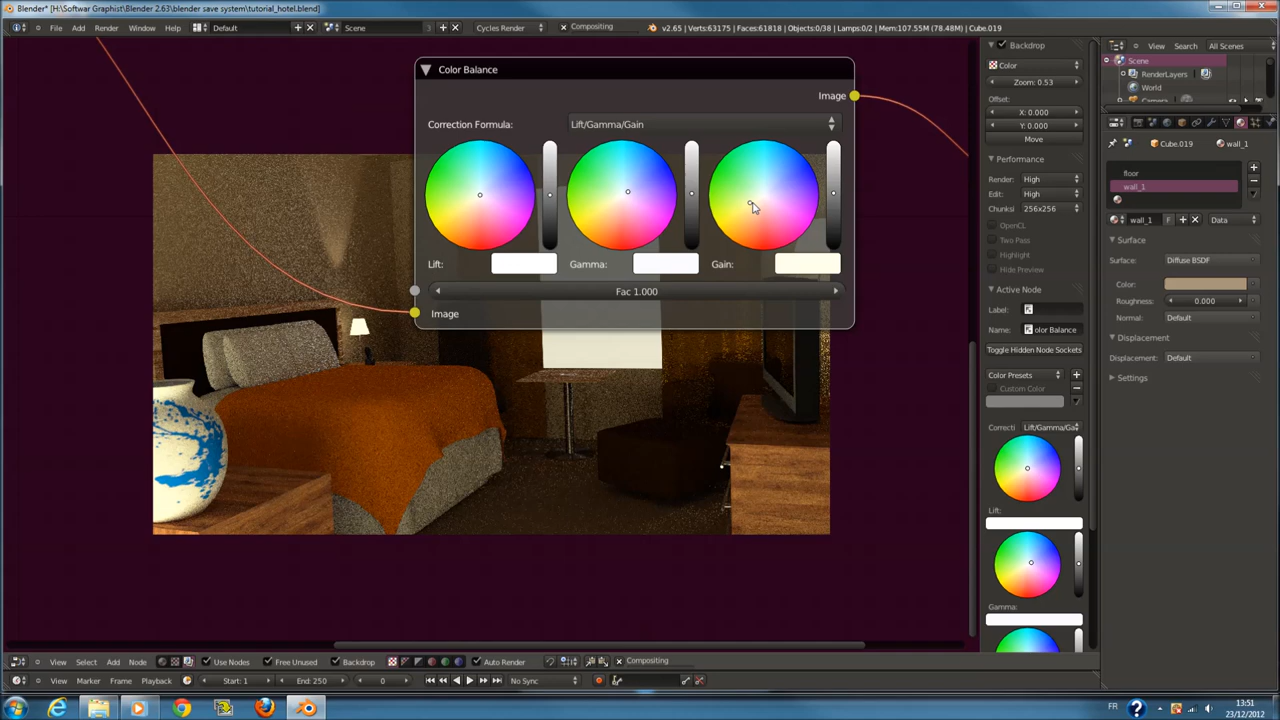 Blender* [H:\Softwar Graphist\Blender 2.63\blender save system\tutorial_hotel.blend]
File Add Render Window Help Default Scene 3 Cycles Render Compositing v2.65 | Verts:63175 | Faces:61818 | Objects:0/38 | Lamps:0/2 | Mem:107.55M (78.48M) | Cube.019
Color Balance
Image
Correction Formula: Lift/Gamma/Gain
Lift: Gamma: Gain:
Fac 1.000
Image
Backdrop
Color
Zoom: 0.53
Offset:
X: 0.000
Y: 0.000
Move
Performance
Render: High
Edit: High
Chunksi 256x256
OpenCL
Two Pass
Highlight
Hide Preview
Active Node
Label:
Name: olor Balance
Toggle Hidden Node Sockets
Color Presets
Custom Color
Correcti Lift/Gamma/Ga
Lift:
Gamma:
View Search All Scenes
Scene
RenderLayers
World
Camera
Cube.019 wall_1
floor
wall_1
wall_1 F Data
Surface
Surface: Diffuse BSDF
Color:
Roughness: 0.000
Normal: Default
Displacement
Displacement: Default
Settings
View Select Add Node Use Nodes Free Unused Backdrop Auto Render Compositing
View Marker Frame Playback Start: 1 End: 250 0 No Sync
FR 13:51
23/12/2012